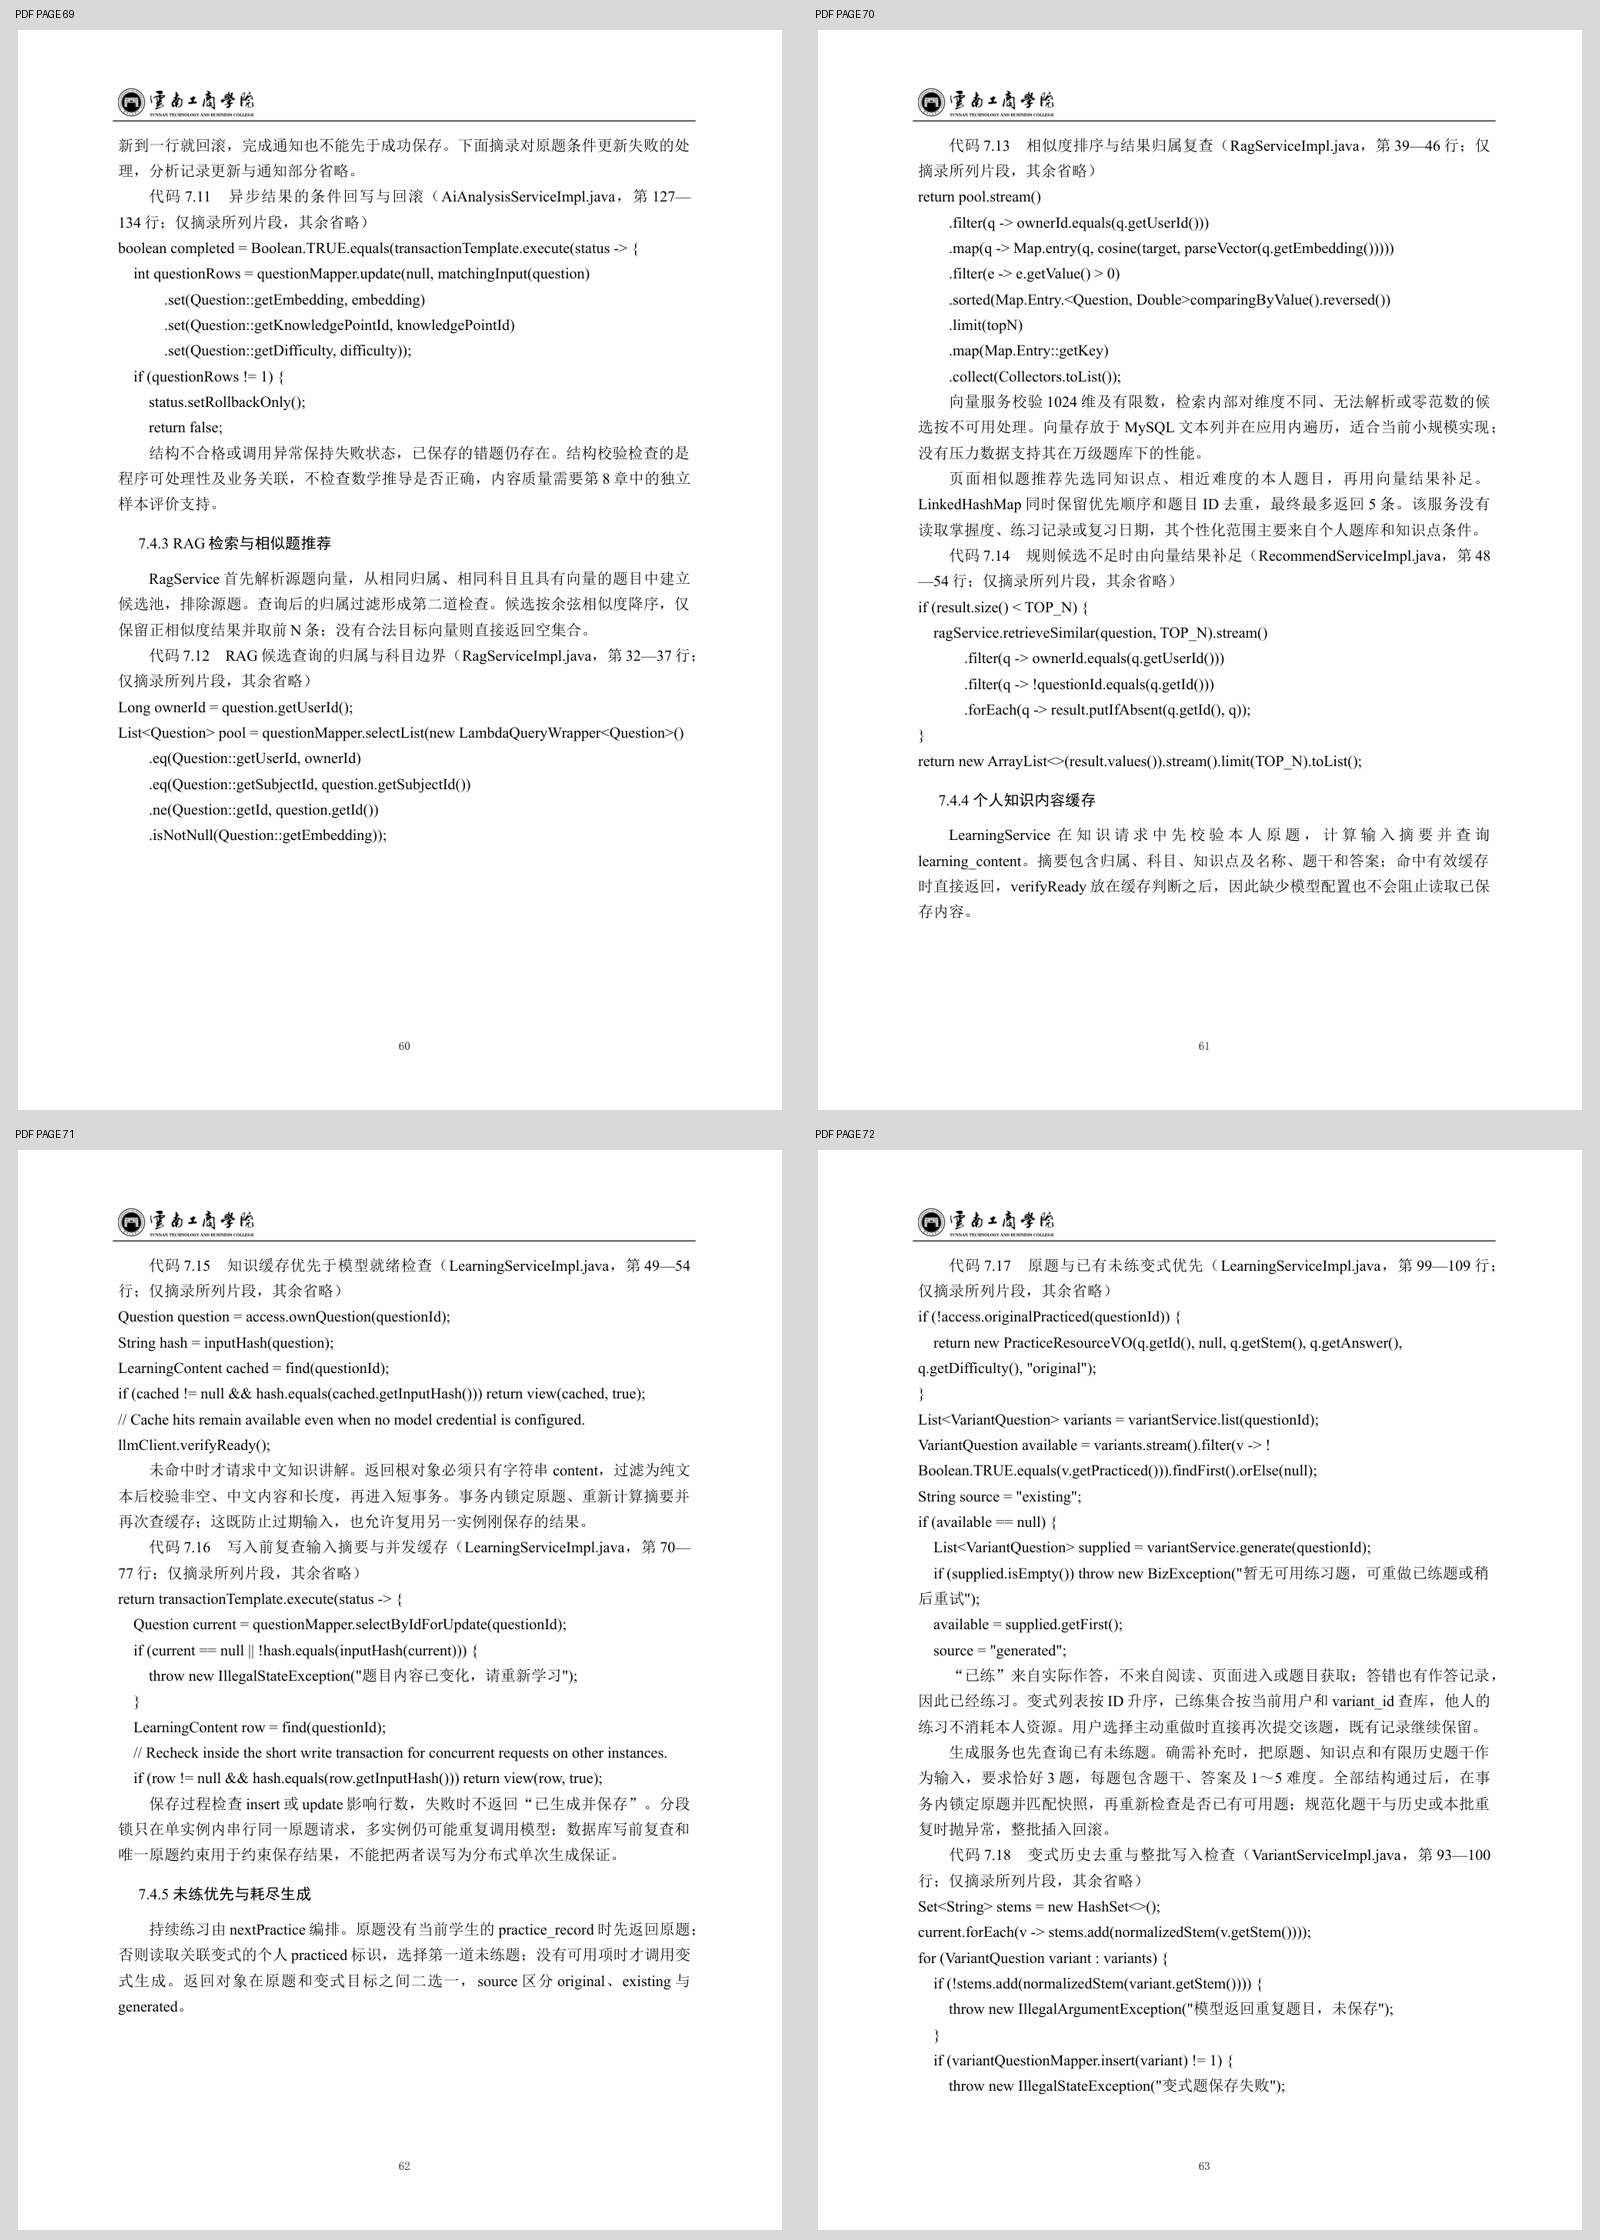 PDF PAGE 69
雲南工商學院
YUNNAN TECHNOLOGY AND BUSINESS COLLEGE
新到一行就回滚，完成通知也不能先于成功保存。下面摘录对原题条件更新失败的处
理，分析记录更新与通知部分省略。
代码 7.11 异步结果的条件回写与回滚（AiAnalysisServiceImpl.java，第 127—
134 行；仅摘录所列片段，其余省略）
boolean completed = Boolean.TRUE.equals(transactionTemplate.execute(status -> {
int questionRows = questionMapper.update(null, matchingInput(question)
.set(Question::getEmbedding, embedding)
.set(Question::getKnowledgePointId, knowledgePointId)
.set(Question::getDifficulty, difficulty));
if (questionRows != 1) {
status.setRollbackOnly();
return false;
结构不合格或调用异常保持失败状态，已保存的错题仍存在。结构校验检查的是
程序可处理性及业务关联，不检查数学推导是否正确，内容质量需要第 8 章中的独立
样本评价支持。
7.4.3 RAG 检索与相似题推荐
RagService 首先解析源题向量，从相同归属、相同科目且具有向量的题目中建立
候选池，排除源题。查询后的归属过滤形成第二道检查。候选按余弦相似度降序，仅
保留正相似度结果并取前 N 条；没有合法目标向量则直接返回空集合。
代码 7.12 RAG 候选查询的归属与科目边界（RagServiceImpl.java，第 32—37 行；
仅摘录所列片段，其余省略）
Long ownerId = question.getUserId();
List<Question> pool = questionMapper.selectList(new LambdaQueryWrapper<Question>()
.eq(Question::getUserId, ownerId)
.eq(Question::getSubjectId, question.getSubjectId())
.ne(Question::getId, question.getId())
.isNotNull(Question::getEmbedding));
60
PDF PAGE 70
雲南工商學院
YUNNAN TECHNOLOGY AND BUSINESS COLLEGE
代码 7.13 相似度排序与结果归属复查（RagServiceImpl.java，第 39—46 行；仅
摘录所列片段，其余省略）
return pool.stream()
.filter(q -> ownerId.equals(q.getUserId()))
.map(q -> Map.entry(q, cosine(target, parseVector(q.getEmbedding()))))
.filter(e -> e.getValue() > 0)
.sorted(Map.Entry.<Question, Double>comparingByValue().reversed())
.limit(topN)
.map(Map.Entry::getKey)
.collect(Collectors.toList());
向量服务校验 1024 维及有限数，检索内部对维度不同、无法解析或零范数的候
选按不可用处理。向量存放于 MySQL 文本列并在应用内遍历，适合当前小规模实现；
没有压力数据支持其在万级题库下的性能。
页面相似题推荐先选同知识点、相近难度的本人题目，再用向量结果补足。
LinkedHashMap 同时保留优先顺序和题目 ID 去重，最终最多返回 5 条。该服务没有
读取掌握度、练习记录或复习日期，其个性化范围主要来自个人题库和知识点条件。
代码 7.14 规则候选不足时由向量结果补足（RecommendServiceImpl.java，第 48
—54 行；仅摘录所列片段，其余省略）
if (result.size() < TOP_N) {
ragService.retrieveSimilar(question, TOP_N).stream()
.filter(q -> ownerId.equals(q.getUserId()))
.filter(q -> !questionId.equals(q.getId()))
.forEach(q -> result.putIfAbsent(q.getId(), q));
}
return new ArrayList<>(result.values()).stream().limit(TOP_N).toList();
7.4.4 个人知识内容缓存
LearningService 在知识请求中先校验本人原题，计算输入摘要并查询
learning_content。摘要包含归属、科目、知识点及名称、题干和答案；命中有效缓存
时直接返回，verifyReady 放在缓存判断之后，因此缺少模型配置也不会阻止读取已保
存内容。
61
PDF PAGE 71
雲南工商學院
YUNNAN TECHNOLOGY AND BUSINESS COLLEGE
代码 7.15 知识缓存优先于模型就绪检查（LearningServiceImpl.java，第 49—54
行；仅摘录所列片段，其余省略）
Question question = access.ownQuestion(questionId);
String hash = inputHash(question);
LearningContent cached = find(questionId);
if (cached != null && hash.equals(cached.getInputHash())) return view(cached, true);
// Cache hits remain available even when no model credential is configured.
llmClient.verifyReady();
未命中时才请求中文知识讲解。返回根对象必须只有字符串 content，过滤为纯文
本后校验非空、中文内容和长度，再进入短事务。事务内锁定原题、重新计算摘要并
再次查缓存；这既防止过期输入，也允许复用另一实例刚保存的结果。
代码 7.16 写入前复查输入摘要与并发缓存（LearningServiceImpl.java，第 70—
77 行；仅摘录所列片段，其余省略）
return transactionTemplate.execute(status -> {
Question current = questionMapper.selectByIdForUpdate(questionId);
if (current == null || !hash.equals(inputHash(current))) {
throw new IllegalStateException("题目内容已变化，请重新学习");
}
LearningContent row = find(questionId);
// Recheck inside the short write transaction for concurrent requests on other instances.
if (row != null && hash.equals(row.getInputHash())) return view(row, true);
保存过程检查 insert 或 update 影响行数，失败时不返回“已生成并保存”。分段
锁只在单实例内串行同一原题请求，多实例仍可能重复调用模型；数据库写前复查和
唯一原题约束用于约束保存结果，不能把两者误写为分布式单次生成保证。
7.4.5 未练优先与耗尽生成
持续练习由 nextPractice 编排。原题没有当前学生的 practice_record 时先返回原题；
否则读取关联变式的个人 practiced 标识，选择第一道未练题；没有可用项时才调用变
式生成。返回对象在原题和变式目标之间二选一，source 区分 original、existing 与
generated。
62
PDF PAGE 72
雲南工商學院
YUNNAN TECHNOLOGY AND BUSINESS COLLEGE
代码 7.17 原题与已有未练变式优先（LearningServiceImpl.java，第 99—109 行；
仅摘录所列片段，其余省略）
if (!access.originalPracticed(questionId)) {
return new PracticeResourceVO(q.getId(), null, q.getStem(), q.getAnswer(),
q.getDifficulty(), "original");
}
List<VariantQuestion> variants = variantService.list(questionId);
VariantQuestion available = variants.stream().filter(v -> !
Boolean.TRUE.equals(v.getPracticed())).findFirst().orElse(null);
String source = "existing";
if (available == null) {
List<VariantQuestion> supplied = variantService.generate(questionId);
if (supplied.isEmpty()) throw new BizException("暂无可用练习题，可重做已练题或稍
后重试");
available = supplied.getFirst();
source = "generated";
“已练”来自实际作答，不来自阅读、页面进入或题目获取；答错也有作答记录，
因此已经练习。变式列表按 ID 升序，已练集合按当前用户和 variant_id 查库，他人的
练习不消耗本人资源。用户选择主动重做时直接再次提交该题，既有记录继续保留。
生成服务也先查询已有未练题。确需补充时，把原题、知识点和有限历史题干作
为输入，要求恰好 3 题，每题包含题干、答案及 1～5 难度。全部结构通过后，在事
务内锁定原题并匹配快照，再重新检查是否已有可用题；规范化题干与历史或本批重
复时抛异常，整批插入回滚。
代码 7.18 变式历史去重与整批写入检查（VariantServiceImpl.java，第 93—100
行；仅摘录所列片段，其余省略）
Set<String> stems = new HashSet<>();
current.forEach(v -> stems.add(normalizedStem(v.getStem())));
for (VariantQuestion variant : variants) {
if (!stems.add(normalizedStem(variant.getStem()))) {
throw new IllegalArgumentException("模型返回重复题目，未保存");
}
if (variantQuestionMapper.insert(variant) != 1) {
throw new IllegalStateException("变式题保存失败");
63